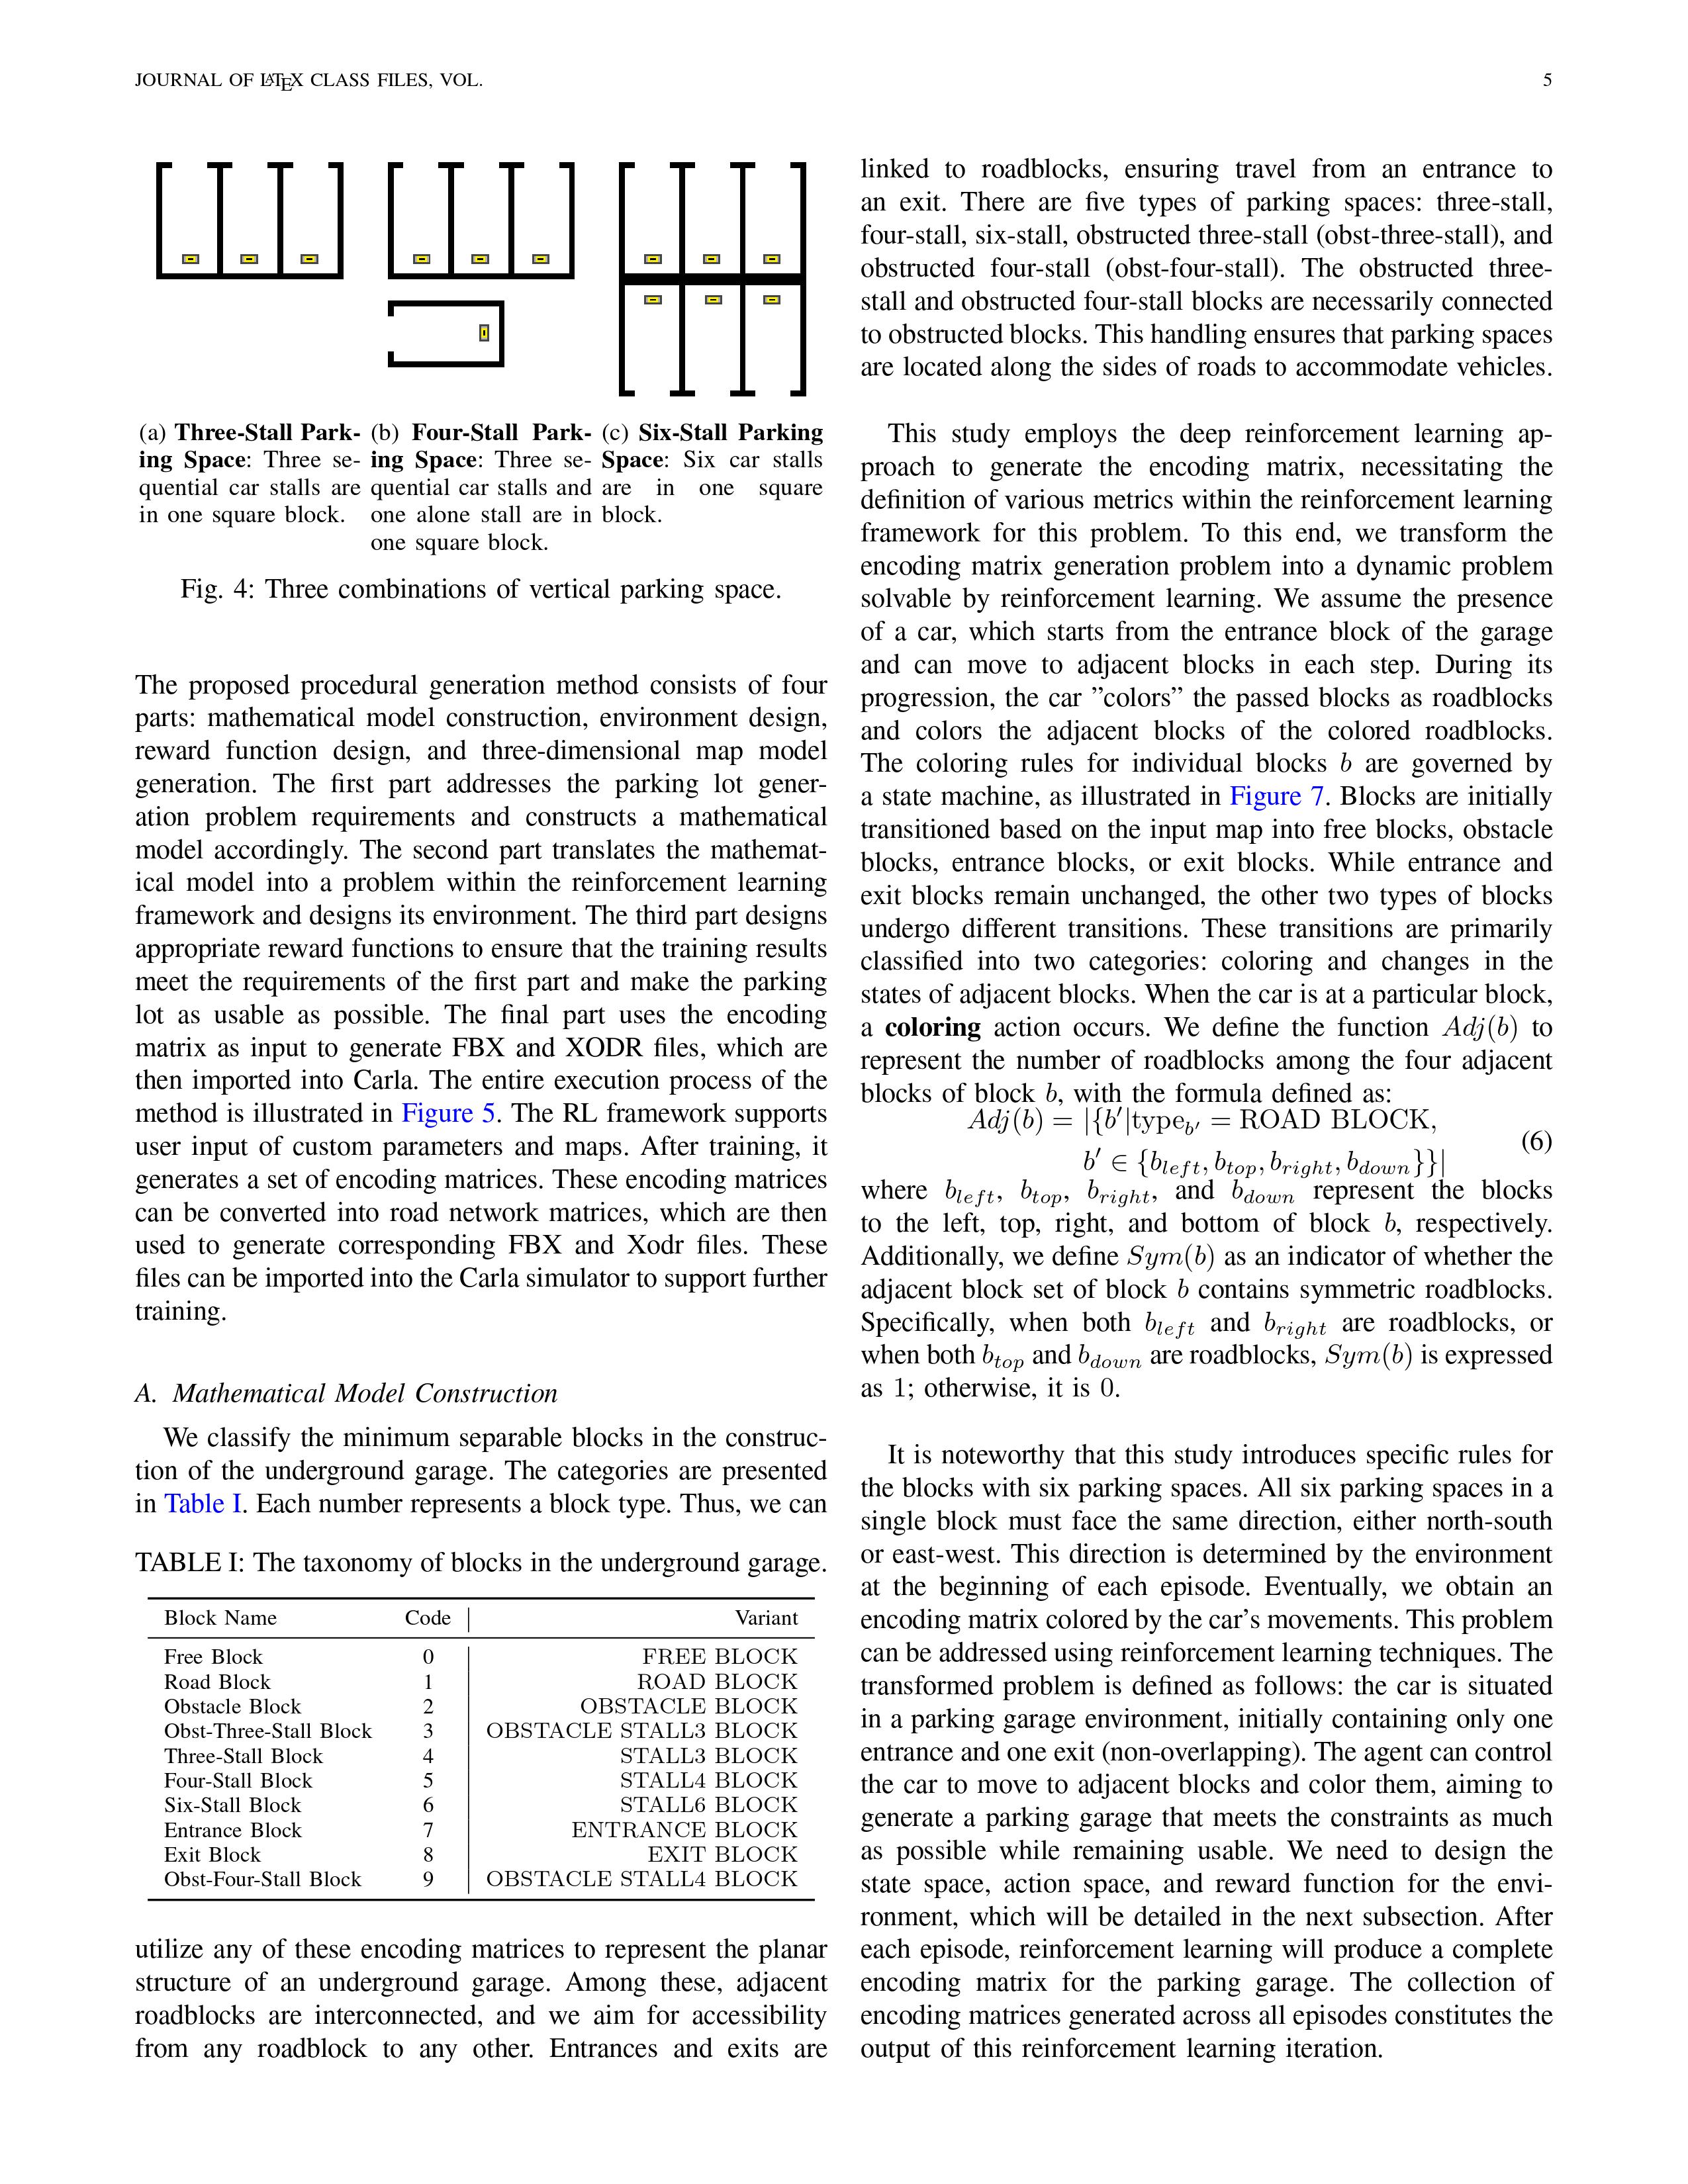 JOURNAL OF LATEX CLASS FILES, VOL.
5
(a) Three-Stall Park-
ing Space: Three se-
quential car stalls are
in one square block.
(b) Four-Stall Park-
ing Space: Three se-
quential car stalls and
one alone stall are in
one square block.
(c) Six-Stall Parking
Space: Six car stalls
are in one square
block.
Fig. 4: Three combinations of vertical parking space.
The proposed procedural generation method consists of four
parts: mathematical model construction, environment design,
reward function design, and three-dimensional map model
generation. The first part addresses the parking lot gener-
ation problem requirements and constructs a mathematical
model accordingly. The second part translates the mathemat-
ical model into a problem within the reinforcement learning
framework and designs its environment. The third part designs
appropriate reward functions to ensure that the training results
meet the requirements of the first part and make the parking
lot as usable as possible. The final part uses the encoding
matrix as input to generate FBX and XODR files, which are
then imported into Carla. The entire execution process of the
method is illustrated in Figure 5. The RL framework supports
user input of custom parameters and maps. After training, it
generates a set of encoding matrices. These encoding matrices
can be converted into road network matrices, which are then
used to generate corresponding FBX and Xodr files. These
files can be imported into the Carla simulator to support further
training.
A. Mathematical Model Construction
We classify the minimum separable blocks in the construc-
tion of the underground garage. The categories are presented
in Table I. Each number represents a block type. Thus, we can
TABLE I: The taxonomy of blocks in the underground garage.
Block Name Code Variant
Free Block 0 FREE BLOCK
Road Block 1 ROAD BLOCK
Obstacle Block 2 OBSTACLE BLOCK
Obst-Three-Stall Block 3 OBSTACLE STALL3 BLOCK
Three-Stall Block 4 STALL3 BLOCK
Four-Stall Block 5 STALL4 BLOCK
Six-Stall Block 6 STALL6 BLOCK
Entrance Block 7 ENTRANCE BLOCK
Exit Block 8 EXIT BLOCK
Obst-Four-Stall Block 9 OBSTACLE STALL4 BLOCK
utilize any of these encoding matrices to represent the planar
structure of an underground garage. Among these, adjacent
roadblocks are interconnected, and we aim for accessibility
from any roadblock to any other. Entrances and exits are
linked to roadblocks, ensuring travel from an entrance to
an exit. There are five types of parking spaces: three-stall,
four-stall, six-stall, obstructed three-stall (obst-three-stall), and
obstructed four-stall (obst-four-stall). The obstructed three-
stall and obstructed four-stall blocks are necessarily connected
to obstructed blocks. This handling ensures that parking spaces
are located along the sides of roads to accommodate vehicles.
This study employs the deep reinforcement learning ap-
proach to generate the encoding matrix, necessitating the
definition of various metrics within the reinforcement learning
framework for this problem. To this end, we transform the
encoding matrix generation problem into a dynamic problem
solvable by reinforcement learning. We assume the presence
of a car, which starts from the entrance block of the garage
and can move to adjacent blocks in each step. During its
progression, the car ”colors” the passed blocks as roadblocks
and colors the adjacent blocks of the colored roadblocks.
The coloring rules for individual blocks b are governed by
a state machine, as illustrated in Figure 7. Blocks are initially
transitioned based on the input map into free blocks, obstacle
blocks, entrance blocks, or exit blocks. While entrance and
exit blocks remain unchanged, the other two types of blocks
undergo different transitions. These transitions are primarily
classified into two categories: coloring and changes in the
states of adjacent blocks. When the car is at a particular block,
a coloring action occurs. We define the function Adj(b) to
represent the number of roadblocks among the four adjacent
blocks of block b, with the formula defined as:
Adj(b) = |{b′|type_{b′} = ROAD BLOCK,
b′ ∈ {b_{left}, b_{top}, b_{right}, b_{down}}}| (6)
where b_{left}, b_{top}, b_{right}, and b_{down} represent the blocks
to the left, top, right, and bottom of block b, respectively.
Additionally, we define Sym(b) as an indicator of whether the
adjacent block set of block b contains symmetric roadblocks.
Specifically, when both b_{left} and b_{right} are roadblocks, or
when both b_{top} and b_{down} are roadblocks, Sym(b) is expressed
as 1; otherwise, it is 0.
It is noteworthy that this study introduces specific rules for
the blocks with six parking spaces. All six parking spaces in a
single block must face the same direction, either north-south
or east-west. This direction is determined by the environment
at the beginning of each episode. Eventually, we obtain an
encoding matrix colored by the car's movements. This problem
can be addressed using reinforcement learning techniques. The
transformed problem is defined as follows: the car is situated
in a parking garage environment, initially containing only one
entrance and one exit (non-overlapping). The agent can control
the car to move to adjacent blocks and color them, aiming to
generate a parking garage that meets the constraints as much
as possible while remaining usable. We need to design the
state space, action space, and reward function for the envi-
ronment, which will be detailed in the next subsection. After
each episode, reinforcement learning will produce a complete
encoding matrix for the parking garage. The collection of
encoding matrices generated across all episodes constitutes the
output of this reinforcement learning iteration.